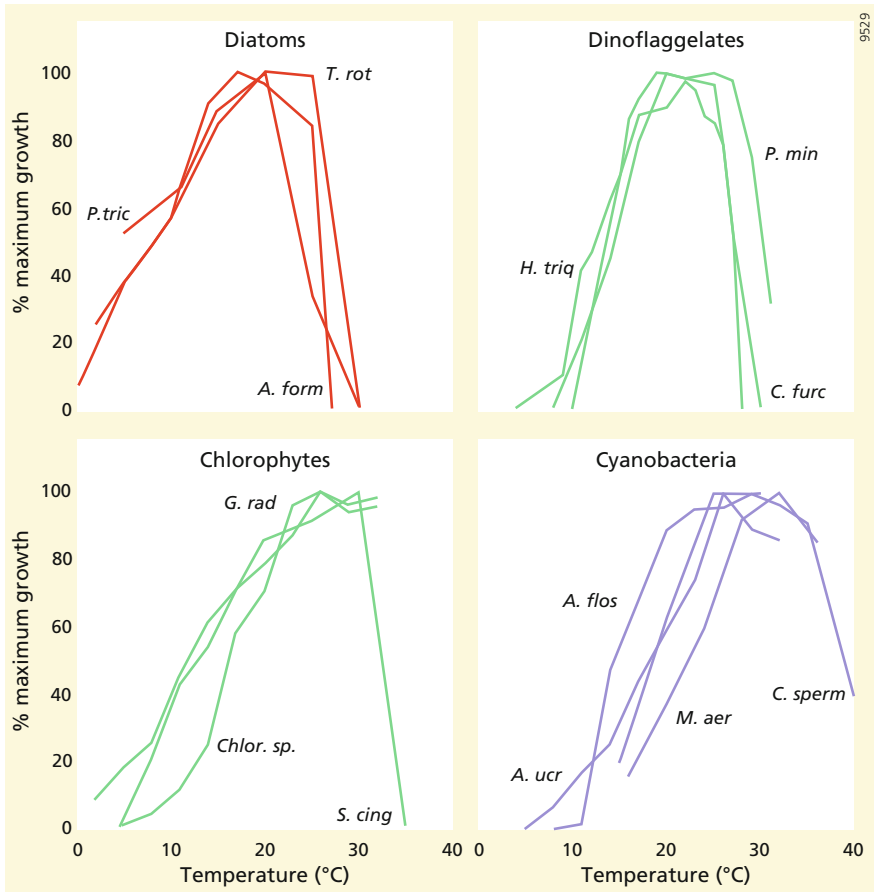 9529
Diatoms
Dinoflaggelates
% maximum growth
100
80
60
40
20
0
T. rot
P.tric
A. form
P. min
H. triq
C. furc
Chlorophytes
Cyanobacteria
% maximum growth
100
80
60
40
20
0
G. rad
Chlor. sp.
S. cing
A. flos
C. sperm
M. aer
A. ucr
0 10 20 30 40
0 10 20 30 40
Temperature (°C)
Temperature (°C)